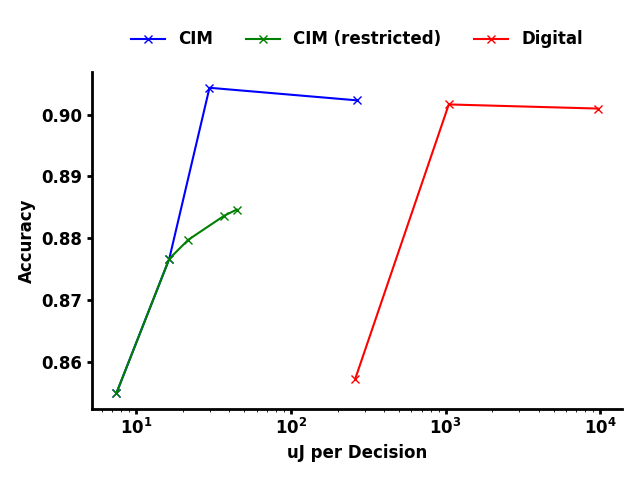 CIM CIM (restricted) Digital
0.90
0.89
0.88
0.87
0.86
Accuracy
10¹ 10² 10³ 10⁴
uJ per Decision